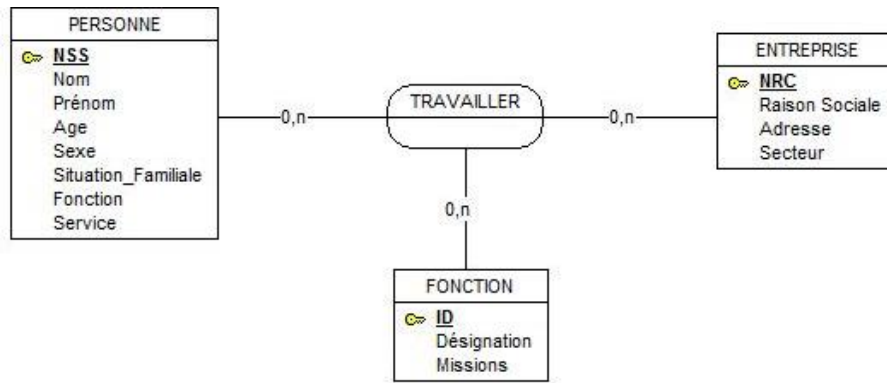 PERSONNE
NSS
Nom
Prénom
Age
Sexe
Situation_Familiale
Fonction
Service
0,n
TRAVAILLER
0,n
ENTREPRISE
NRC
Raison Sociale
Adresse
Secteur
0,n
FONCTION
ID
Désignation
Missions